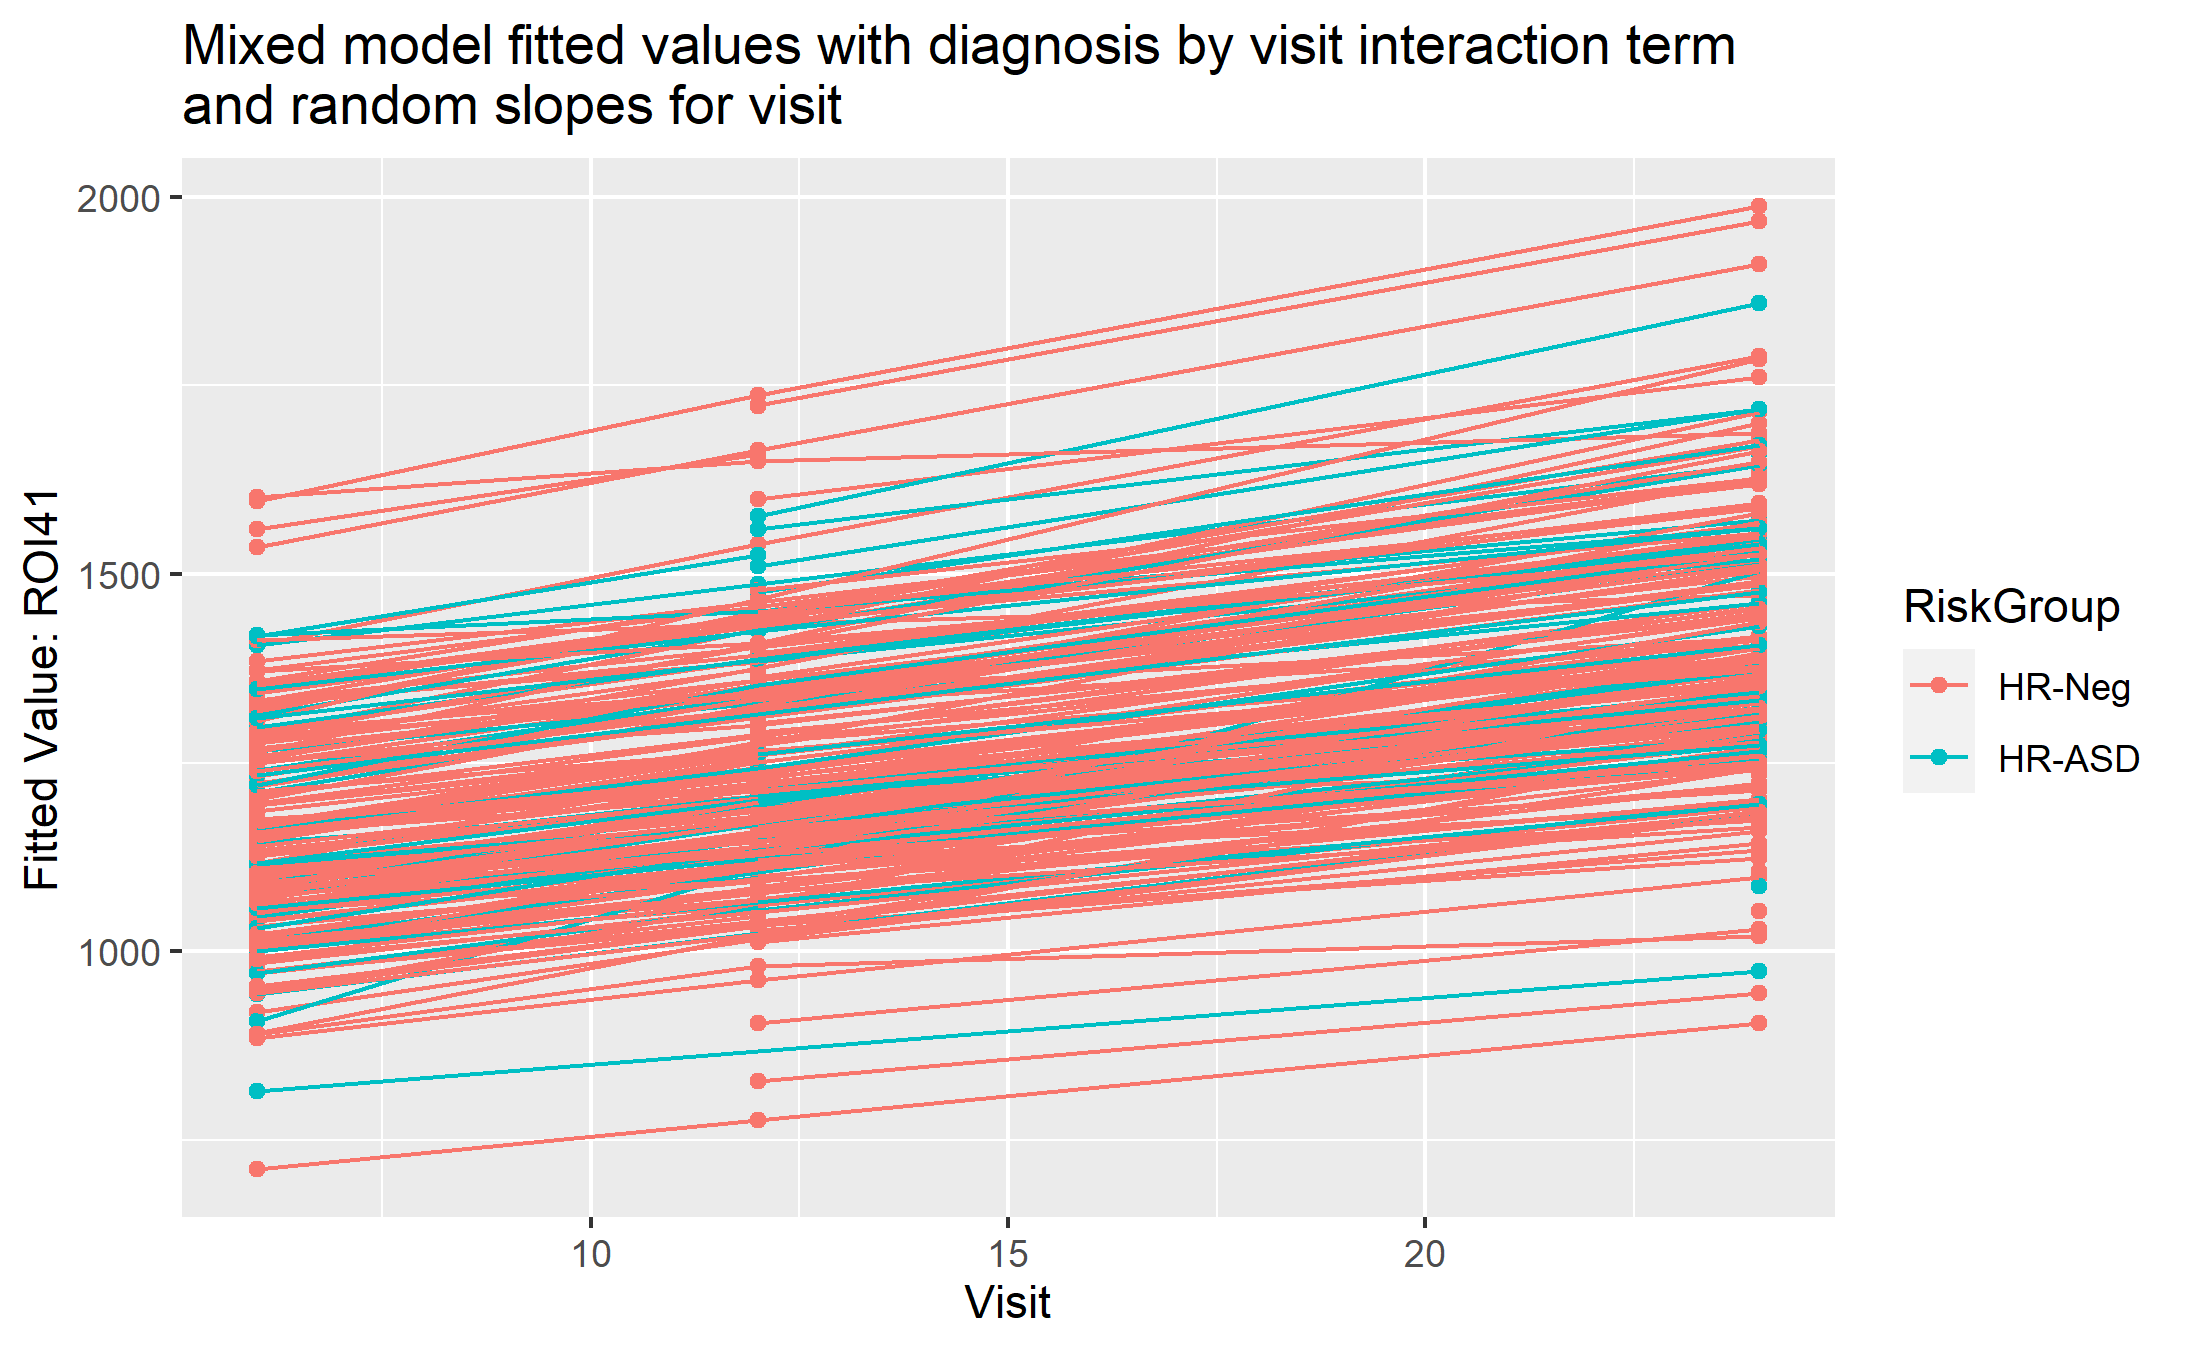 Mixed model fitted values with diagnosis by visit interaction term
and random slopes for visit
2000
1500
1000
Fitted Value: ROI41
10
15
20
Visit
RiskGroup
HR-Neg
HR-ASD